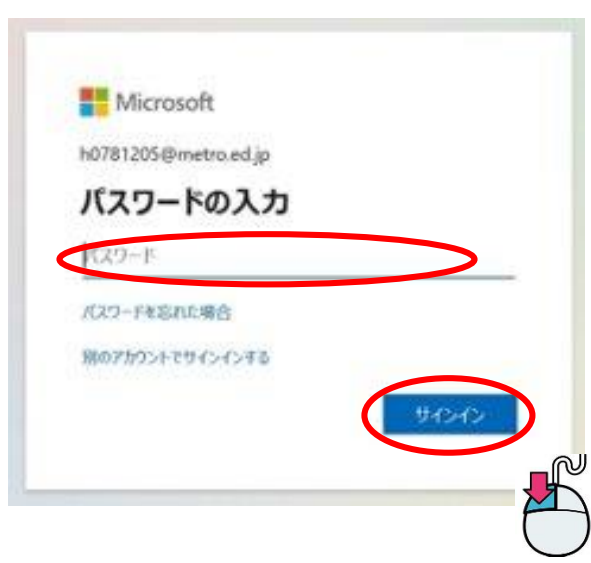 Microsoft
h0781205@metro.ed.jp
パスワードの入力
パスワード
パスワードを忘れた場合
別のアカウントでサインインする
サインイン